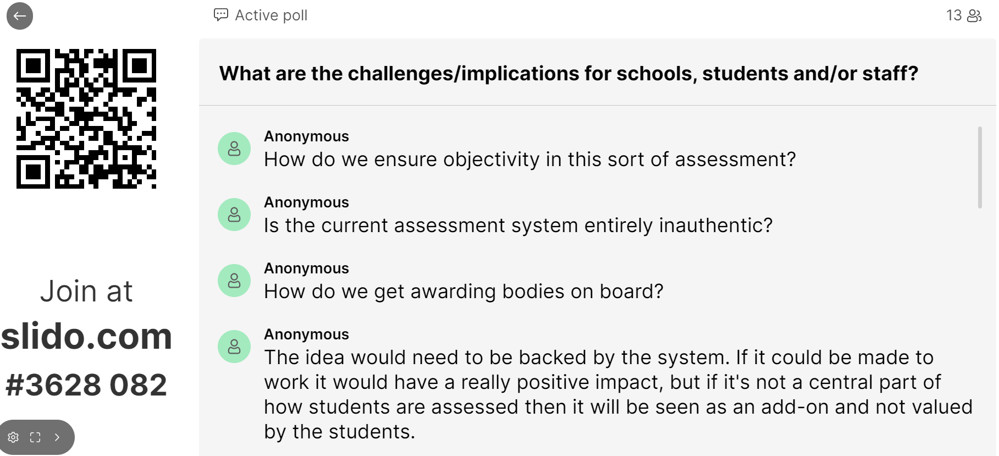 Active poll
13
What are the challenges/implications for schools, students and/or staff?
Anonymous
How do we ensure objectivity in this sort of assessment?
Anonymous
Is the current assessment system entirely inauthentic?
Anonymous
How do we get awarding bodies on board?
Anonymous
The idea would need to be backed by the system. If it could be made to
work it would have a really positive impact, but if it's not a central part of
how students are assessed then it will be seen as an add-on and not valued
by the students.
Join at
slido.com
#3628 082